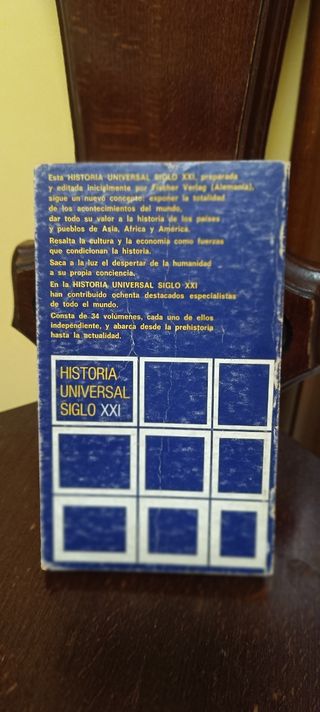 Esta HISTORIA UNIVERSAL SIGLO XXI, preparada
y editada inicialmente por Fischer Verlag (Alemania),
sigue un nuevo concepto: exponer la totalidad
de los acontecimientos del mundo,
dar todo su valor a la historia de los países
y pueblos de Asia, Africa y América.
Resalta la cultura y la economía como fuerzas
que condicionan la historia.
Saca a la luz el despertar de la humanidad
a su propia conciencia.
En la HISTORIA UNIVERSAL SIGLO XXI
han contribuido ochenta destacados especialistas
de todo el mundo.
Consta de 34 volúmenes, cada uno de ellos
independiente, y abarca desde la prehistoria
hasta la actualidad.
HISTORIA
UNIVERSAL
SIGLO XXI